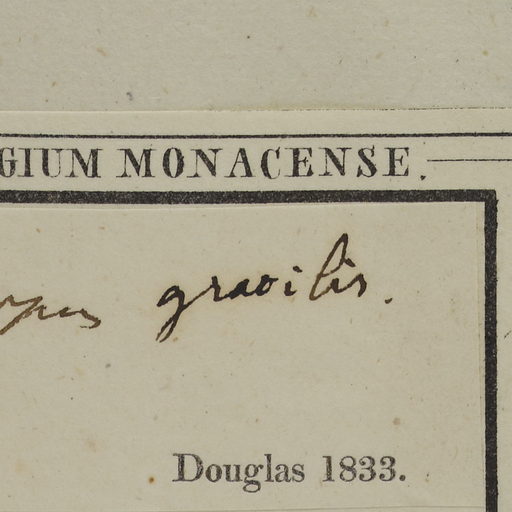 GIUM MONACENSE.
gracilis.
Douglas 1833.